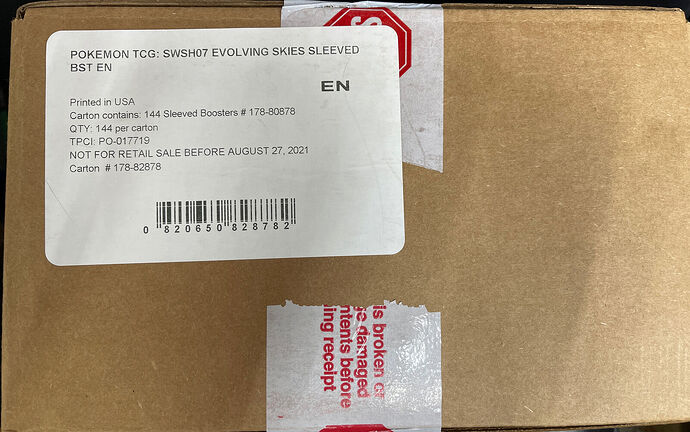 POKEMON TCG: SWSH07 EVOLVING SKIES SLEEVED
BST EN
EN
Printed in USA
Carton contains: 144 Sleeved Boosters # 178-80878
QTY: 144 per carton
TPCI: PO-017719
NOT FOR RETAIL SALE BEFORE AUGUST 27, 2021
Carton # 178-82878
0 820650 828782
is broken or
damaged
ntents before
ing receipt